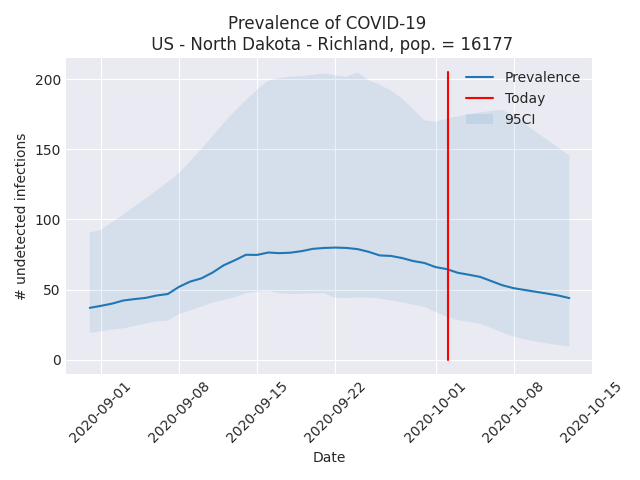 Prevalence of COVID-19
US - North Dakota - Richland, pop. = 16177
Prevalence
Today
95CI
# undetected infections
200
150
100
50
0
2020-09-01
2020-09-08
2020-09-15
2020-09-22
2020-10-01
2020-10-08
2020-10-15
Date